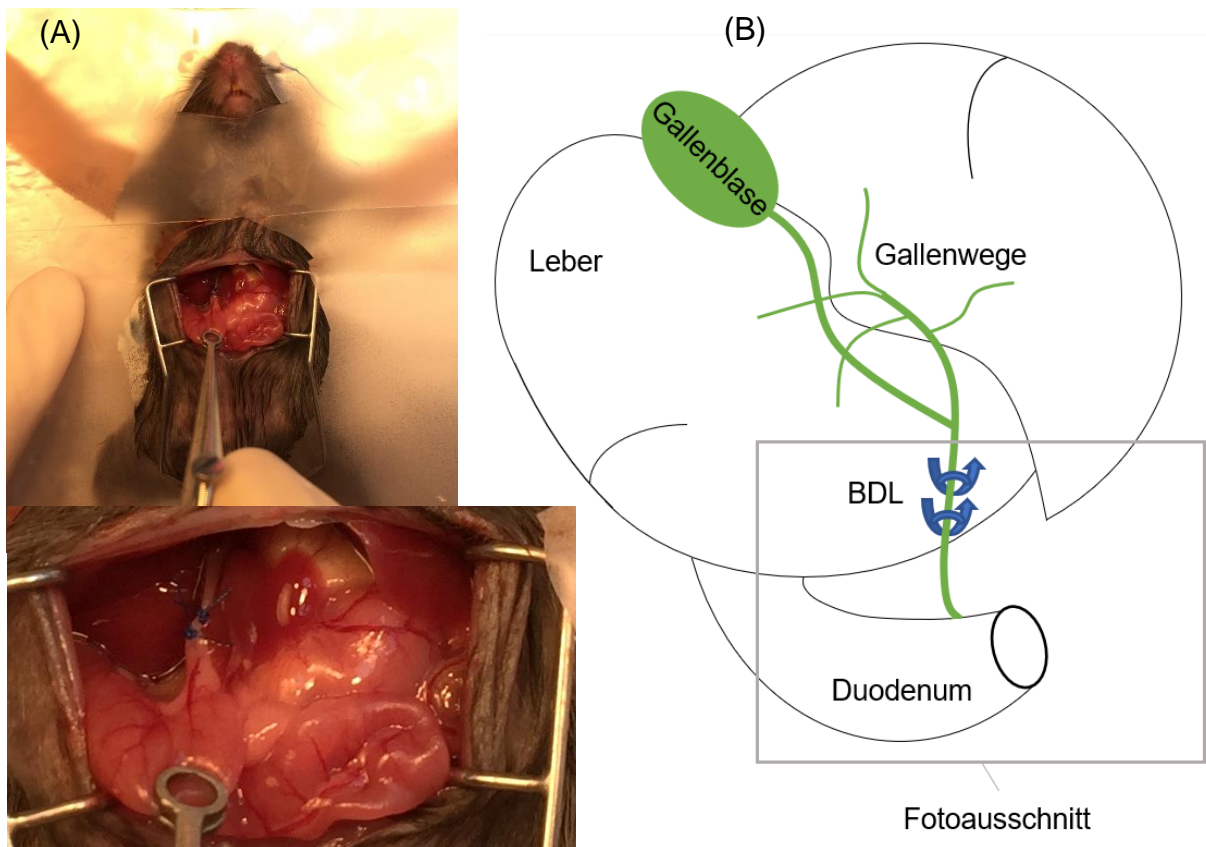 (A)
(B)
Gallenblase
Leber
Gallenwege
BDL
Duodenum
Fotoausschnitt